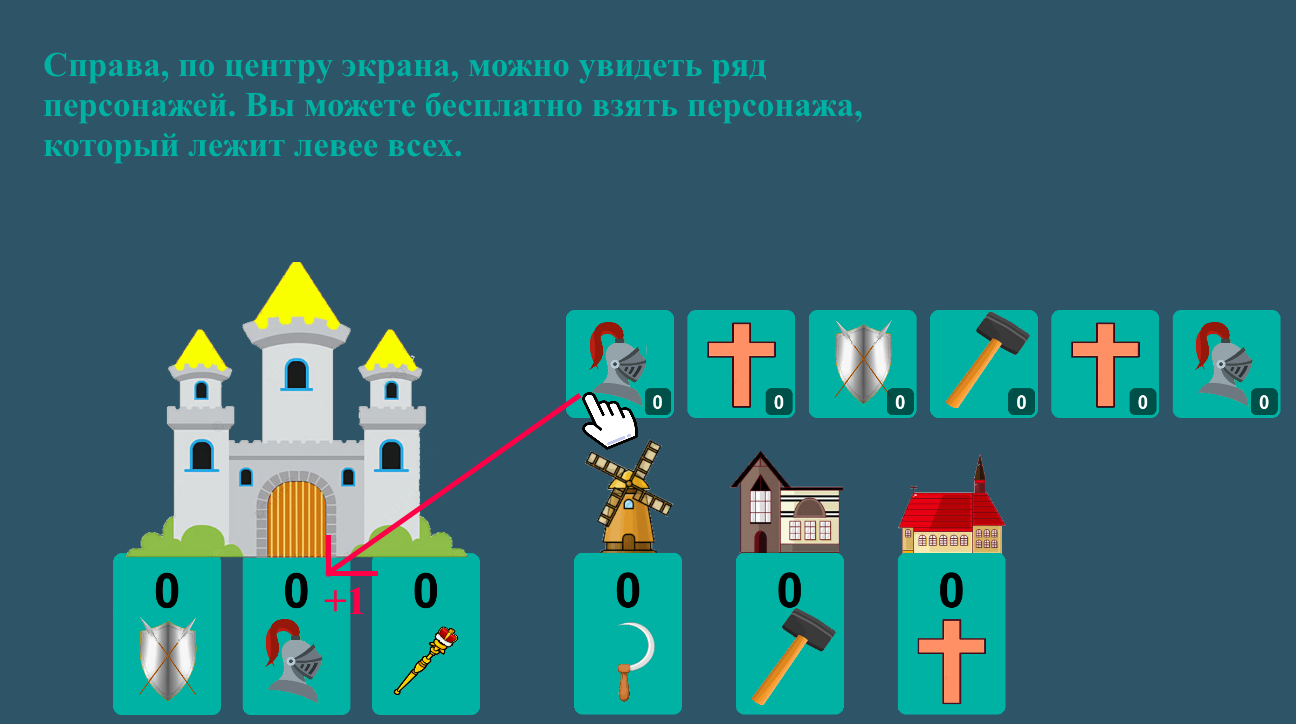 Справа, по центру экрана, можно увидеть ряд
персонажей. Вы можете бесплатно взять персонажа,
который лежит левее всех.
0 0 0 0 0 0
0 0 0 0 0 0
+1